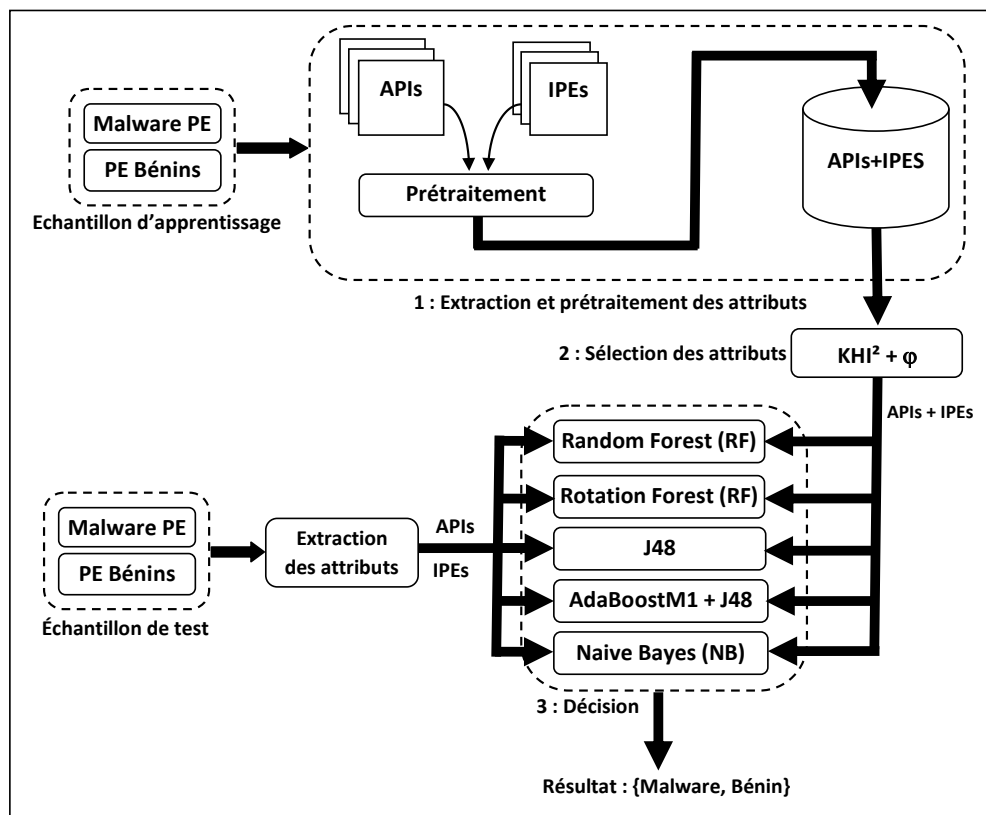 APIs
IPEs
Malware PE
PE Bénins
Echantillon d'apprentissage
Prétraitement
APIs+IPES
1 : Extraction et prétraitement des attributs
2 : Sélection des attributs
KHI² + φ
APIs + IPEs
Random Forest (RF)
Rotation Forest (RF)
J48
AdaBoostM1 + J48
Naive Bayes (NB)
Malware PE
PE Bénins
Échantillon de test
Extraction
des attributs
APIs
IPEs
3 : Décision
Résultat : {Malware, Bénin}